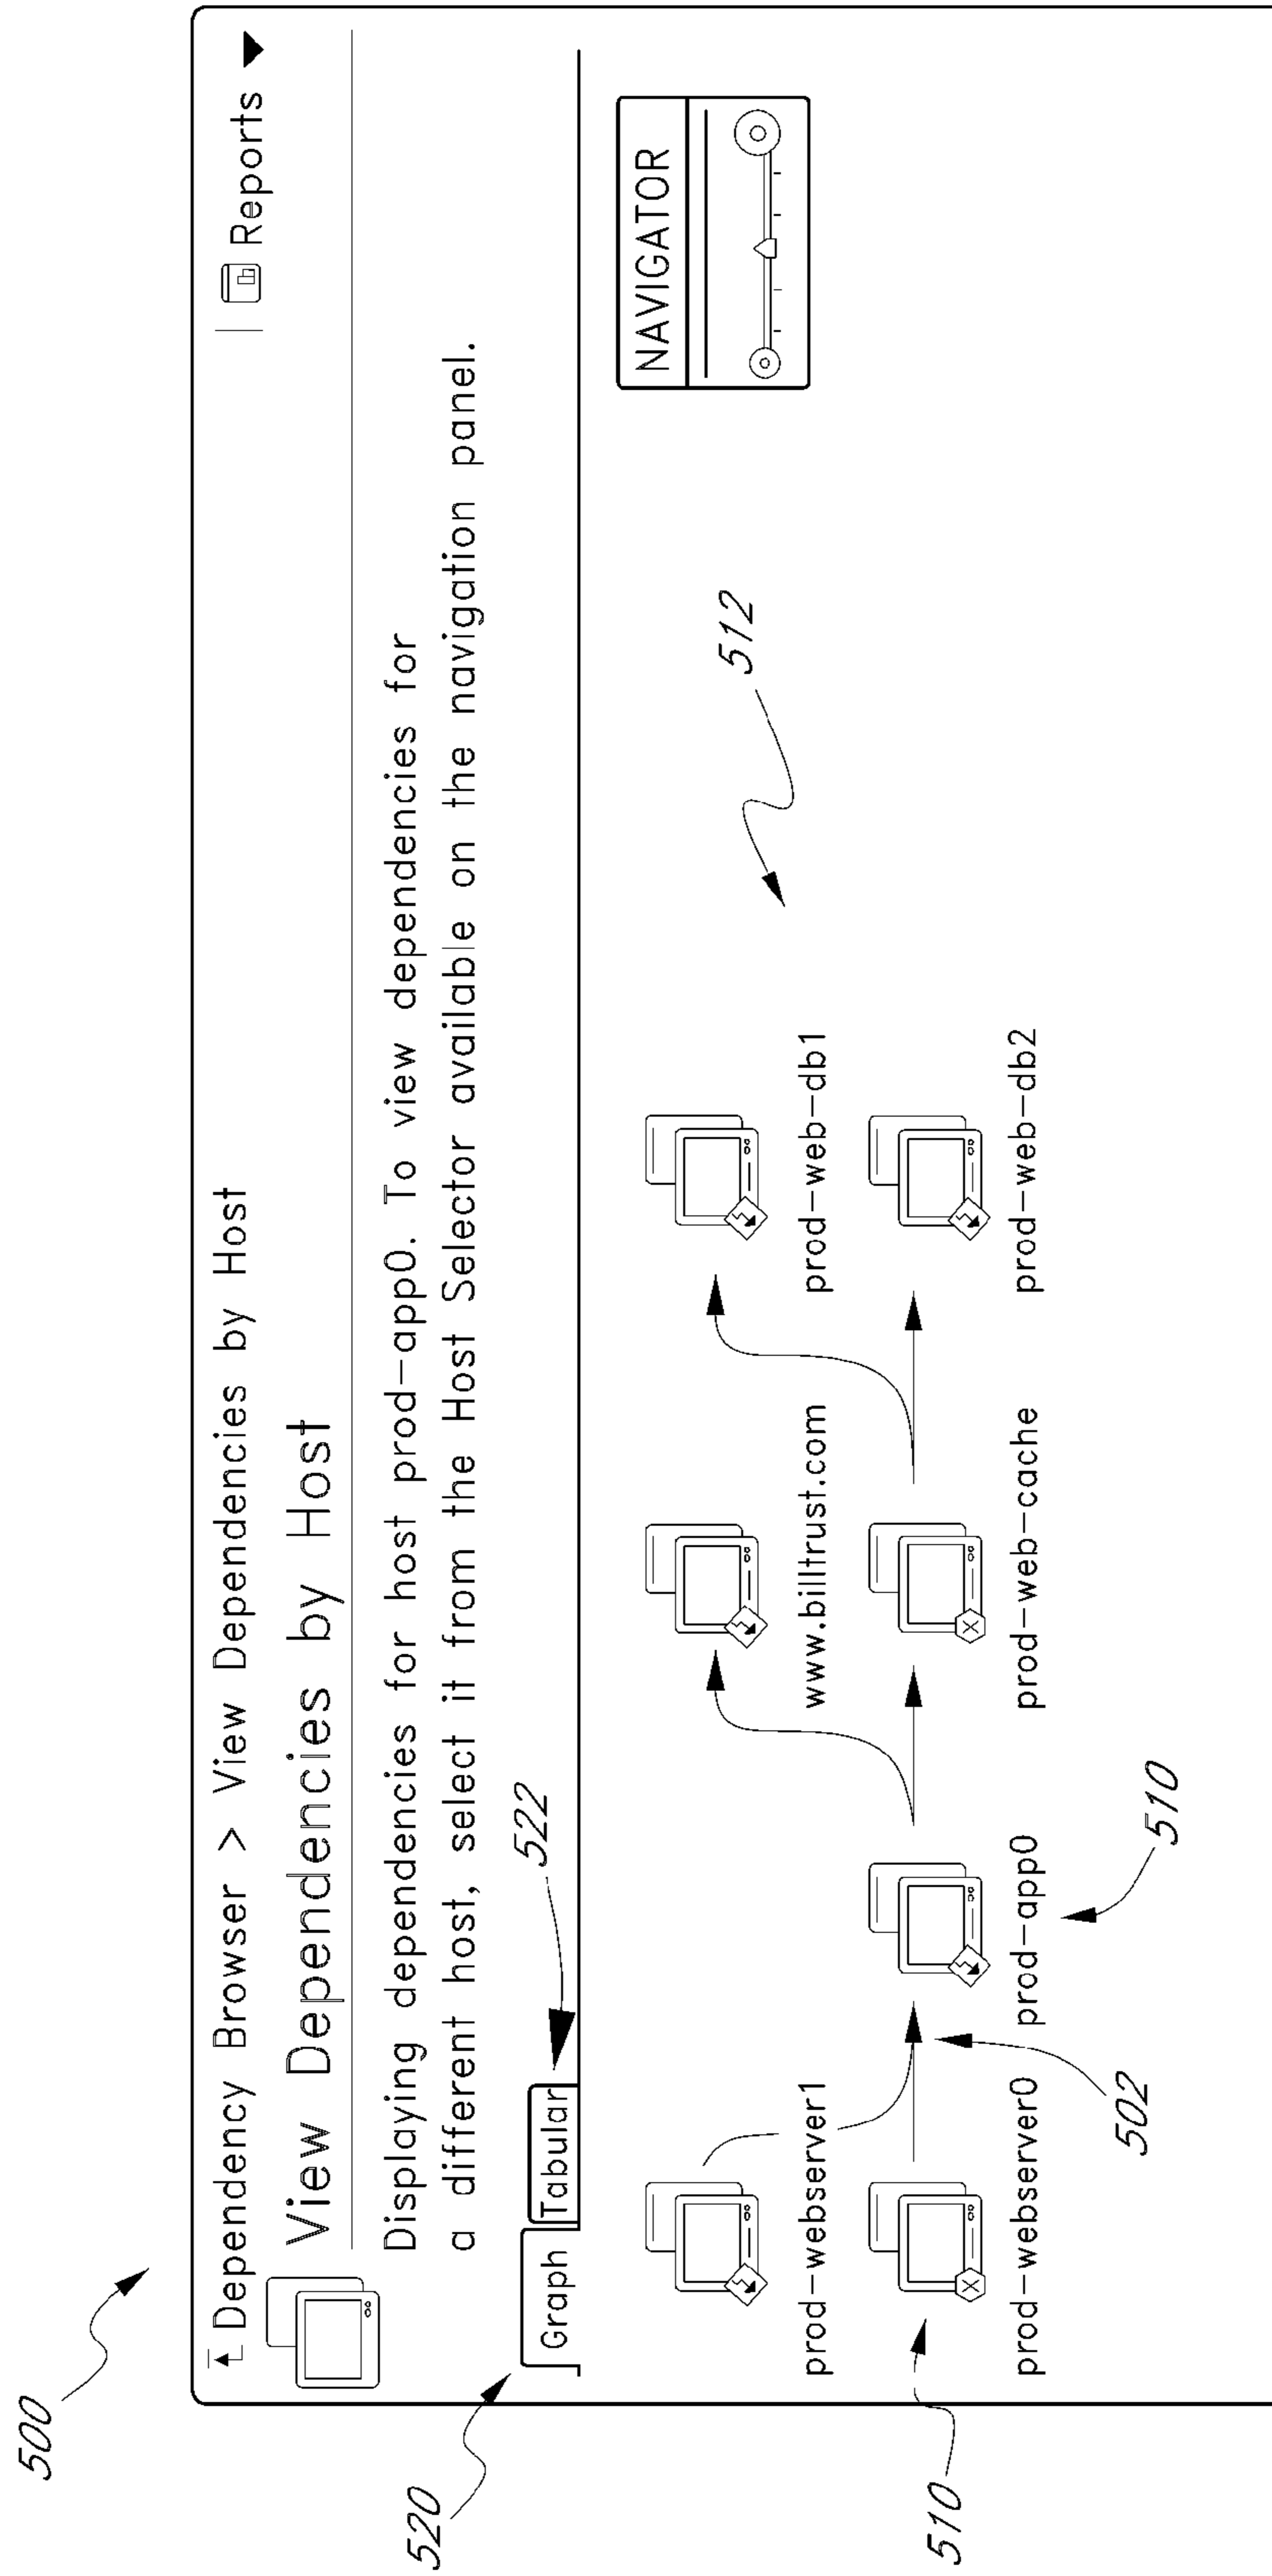 500
Dependency Browser > View Dependencies by Host
Reports
View Dependencies by Host
Displaying dependencies for host prod-app0. To view dependencies for
a different host, select it from the Host Selector available on the navigation panel.
520
Graph
Tabular
522
NAVIGATOR
512
prod-webserver1
www.billtrust.com
prod-web-db1
510
prod-webserver0
prod-app0
prod-web-cache
prod-web-db2
502
510